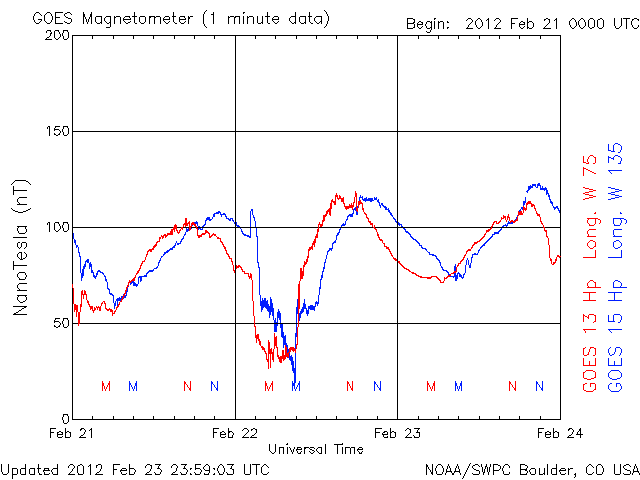 GOES Magnetometer (1 minute data)
Begin: 2012 Feb 21 0000 UTC
200
150
100
50
0
NanoTesla (nT)
M M N N M M N N M M N N
Feb 21 Feb 22 Feb 23 Feb 24
Universal Time
GOES 13 Hp Long. W 75
GOES 15 Hp Long. W 135
Updated 2012 Feb 23 23:59:03 UTC
NOAA/SWPC Boulder, CO USA